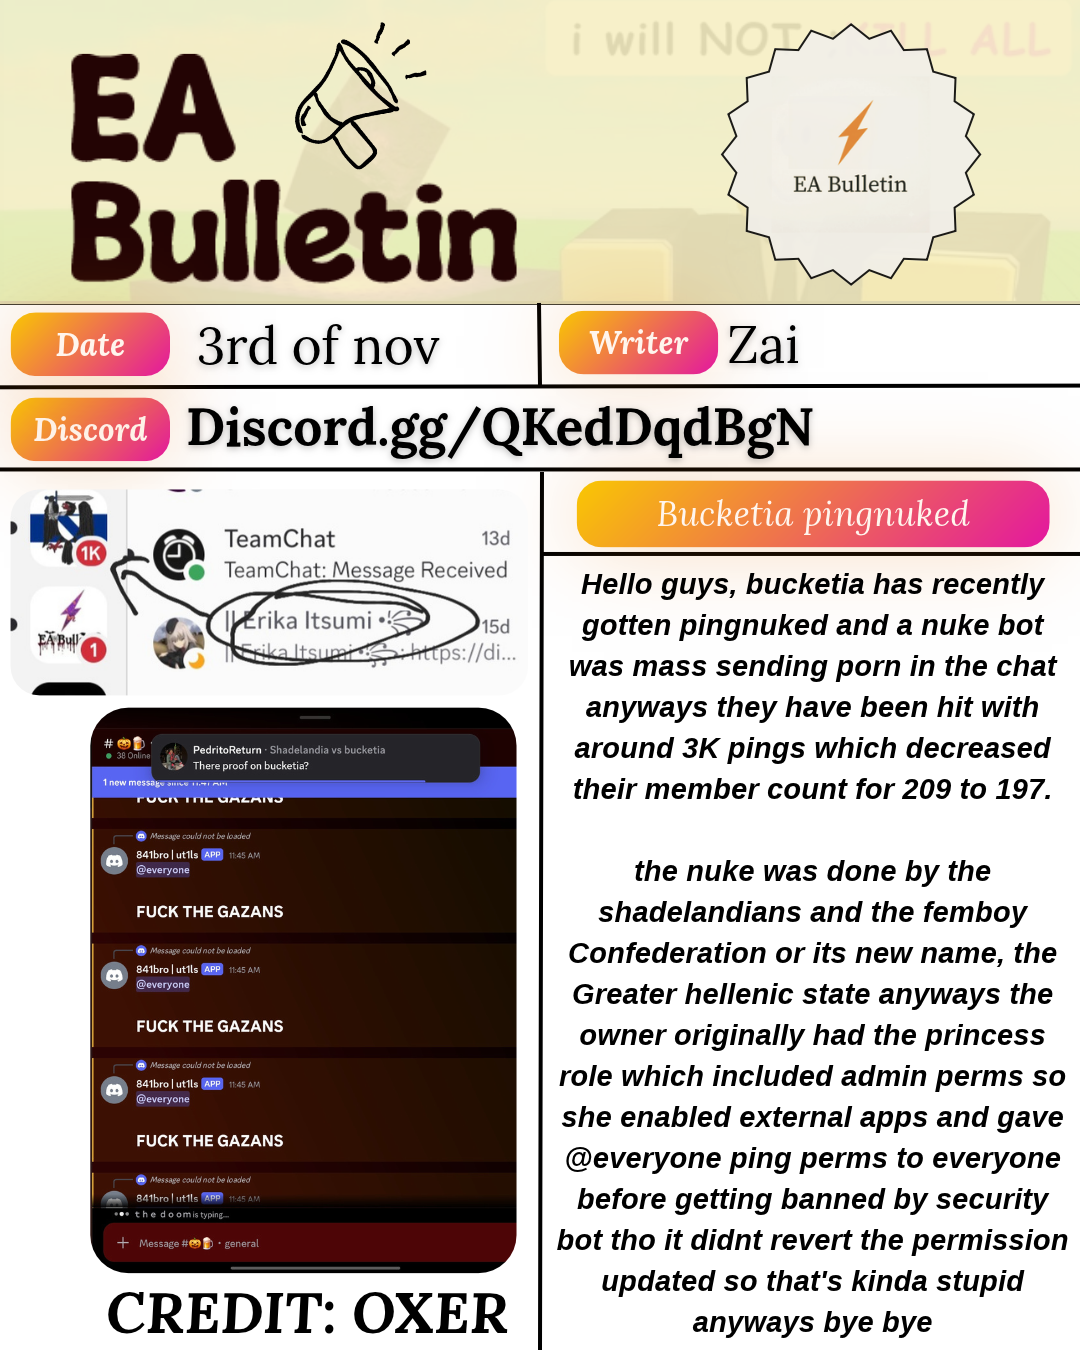 i will NOT KILL ALL
EA
Bulletin
EA Bulletin
Date
3rd of nov
Writer
Zai
Discord
Discord.gg/QKedDqdBgN
1K
TeamChat
13d
TeamChat: Message Received
EA Bull
1
|| Erika Itsumi •
15d
|| Erika Itsumi •: https://di...
# 🎃🍺
38 Online
PedritoReturn · Shadelandia vs bucketia
There proof on bucketia?
1 new message since 11:47 AM
FUCK THE GAZANS
Message could not be loaded
841bro | ut1ls APP 11:45 AM
@everyone
FUCK THE GAZANS
Message could not be loaded
841bro | ut1ls APP 11:45 AM
@everyone
FUCK THE GAZANS
Message could not be loaded
841bro | ut1ls APP 11:45 AM
@everyone
FUCK THE GAZANS
Message could not be loaded
841bro | ut1ls APP 11:45 AM
t h e d o o m is typing...
Message #🎃🍺 • general
CREDIT: OXER
Bucketia pingnuked
Hello guys, bucketia has recently
gotten pingnuked and a nuke bot
was mass sending porn in the chat
anyways they have been hit with
around 3K pings which decreased
their member count for 209 to 197.
the nuke was done by the
shadelandians and the femboy
Confederation or its new name, the
Greater hellenic state anyways the
owner originally had the princess
role which included admin perms so
she enabled external apps and gave
@everyone ping perms to everyone
before getting banned by security
bot tho it didnt revert the permission
updated so that's kinda stupid
anyways bye bye